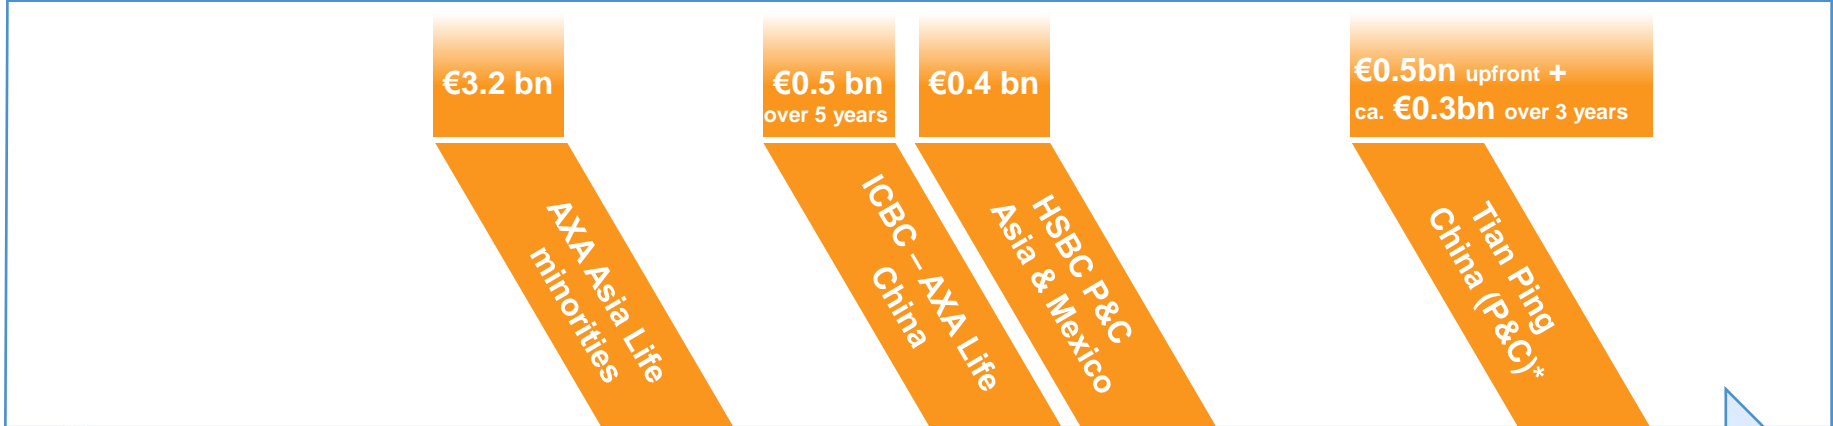 €3.2 bn
€0.5 bn
over 5 years
€0.4 bn
€0.5bn upfront +
ca. €0.3bn over 3 years
AXA Asia Life
minorities
ICBC – AXA Life
China
HSBC P&C
Asia & Mexico
Tian Ping
China (P&C)*